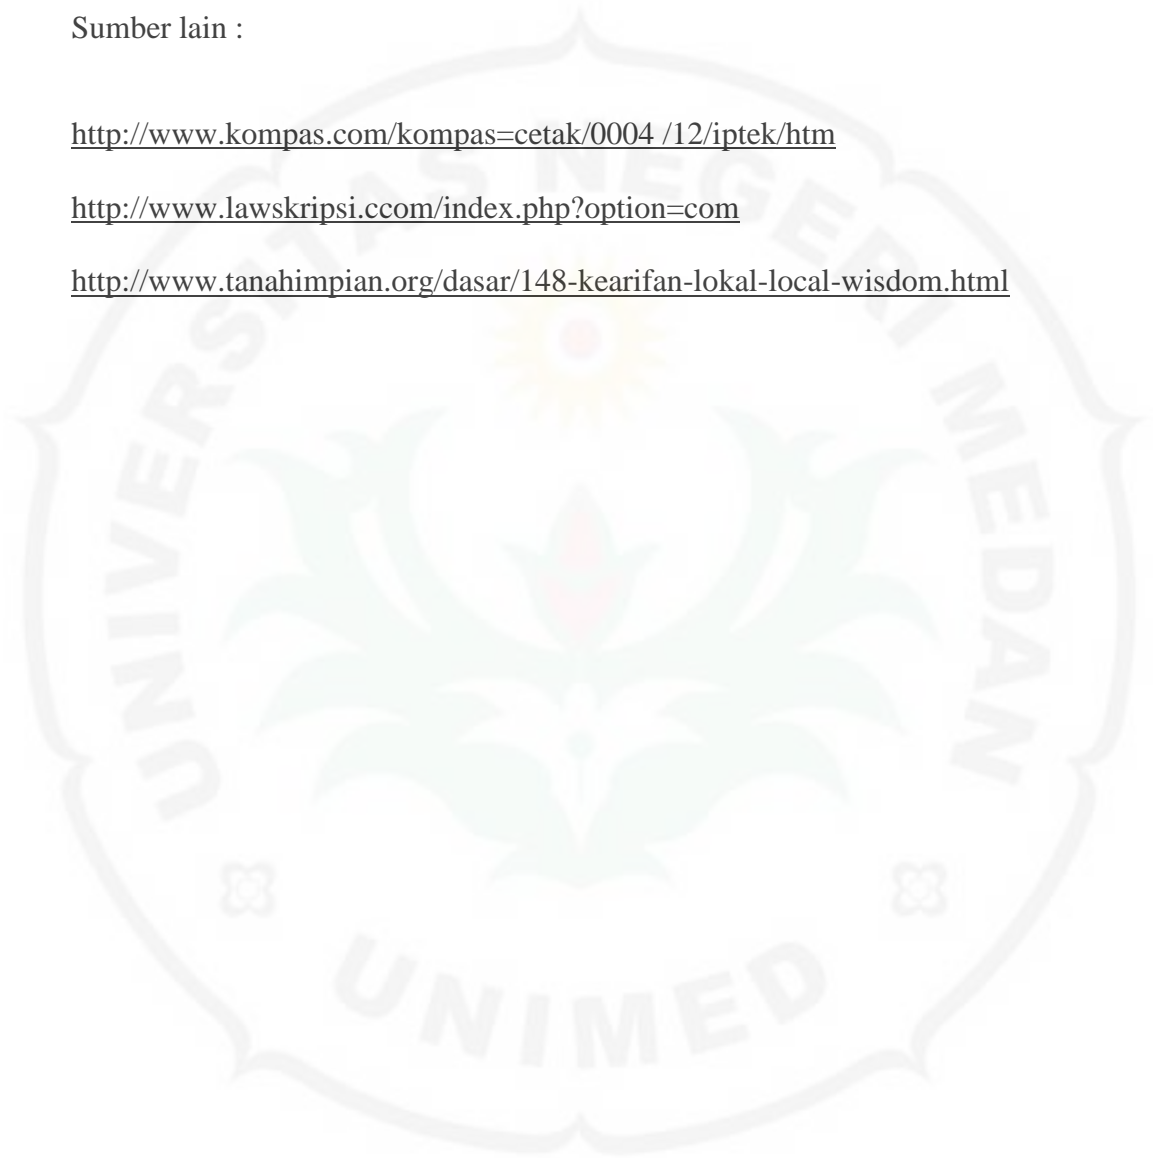 Sumber lain :
http://www.kompas.com/kompas=cetak/0004 /12/iptek/htm
http://www.lawskripsi.ccom/index.php?option=com
http://www.tanahimpian.org/dasar/148-kearifan-lokal-local-wisdom.html
UNIVERSITAS NEGERI MEDAN
UNIMED